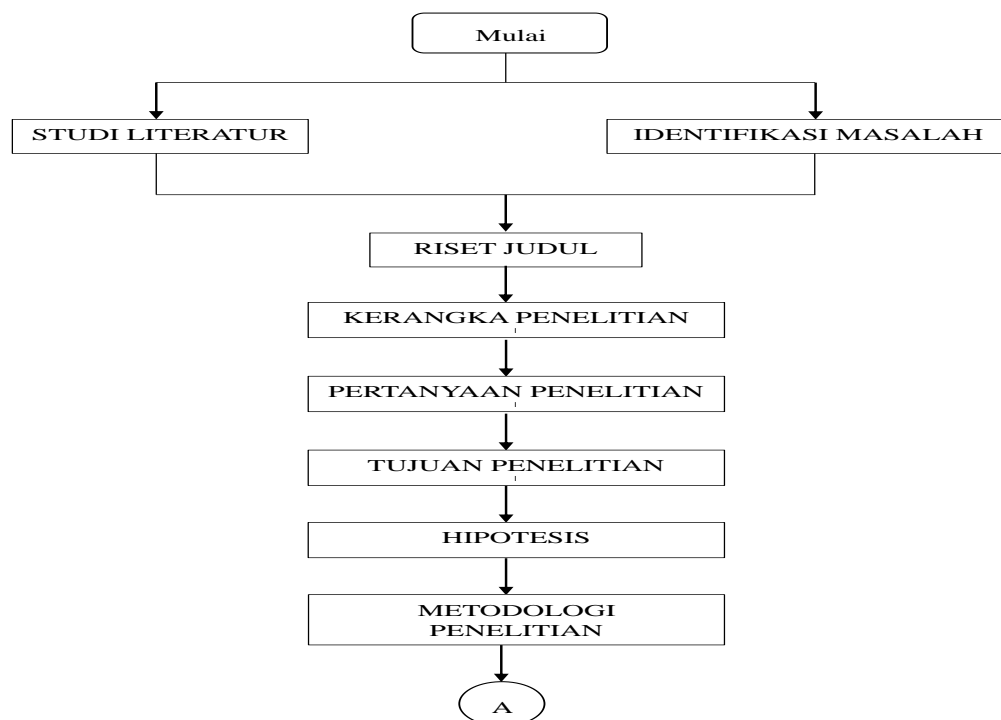 Mulai
STUDI LITERATUR
IDENTIFIKASI MASALAH
RISET JUDUL
KERANGKA PENELITIAN
PERTANYAAN PENELITIAN
TUJUAN PENELITIAN
HIPOTESIS
METODOLOGI
PENELITIAN
A